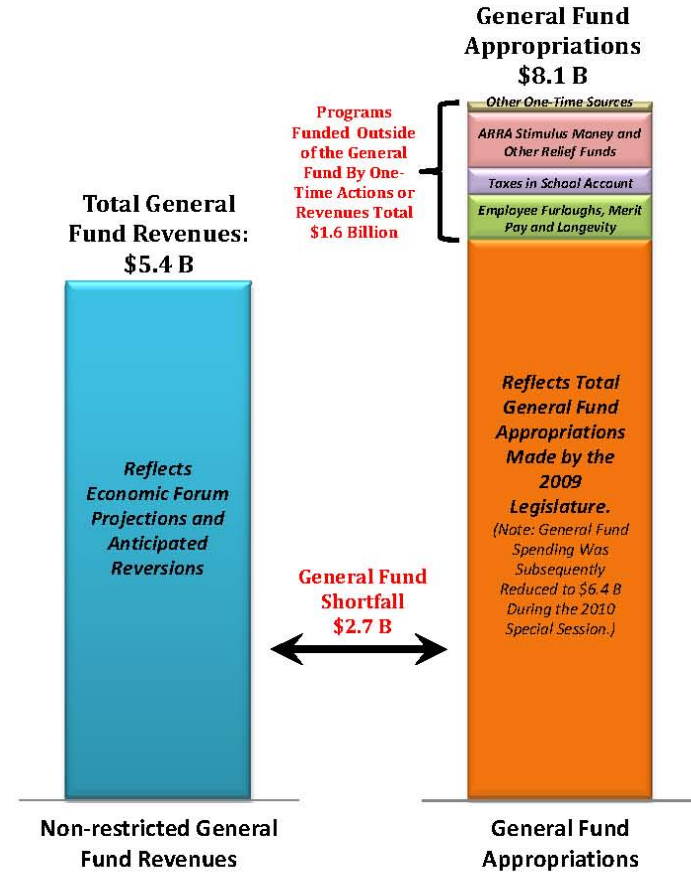 General Fund
Appropriations
$8.1 B
Other One-Time Sources
ARRA Stimulus Money and
Other Relief Funds
Taxes in School Account
Employee Furloughs, Merit
Pay and Longevity
Programs
Funded Outside
of the General
Fund By One-
Time Actions or
Revenues Total
$1.6 Billion
Total General
Fund Revenues:
$5.4 B
Reflects
Economic Forum
Projections and
Anticipated
Reversions
Reflects Total
General Fund
Appropriations
Made by the
2009
Legislature.
(Note: General Fund
Spending Was
Subsequently
Reduced to $6.4 B
During the 2010
Special Session.)
General Fund
Shortfall
$2.7 B
Non-restricted General
Fund Revenues
General Fund
Appropriations